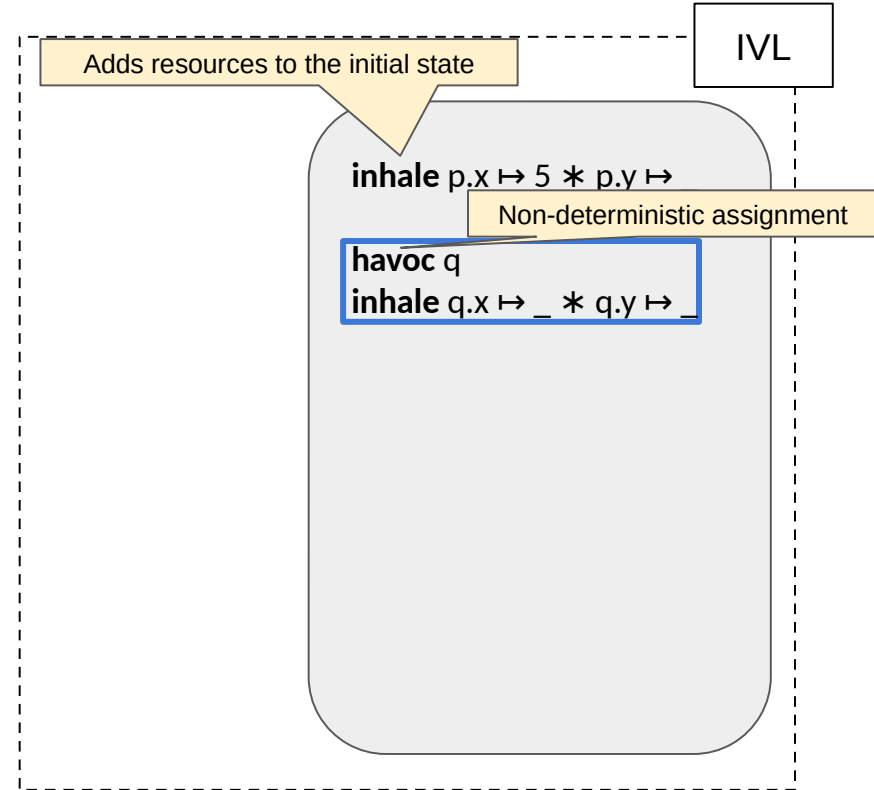 IVL
Adds resources to the initial state
inhale p.x ↦ 5 ∗ p.y ↦
Non-deterministic assignment
havoc q
inhale q.x ↦ _ ∗ q.y ↦ _